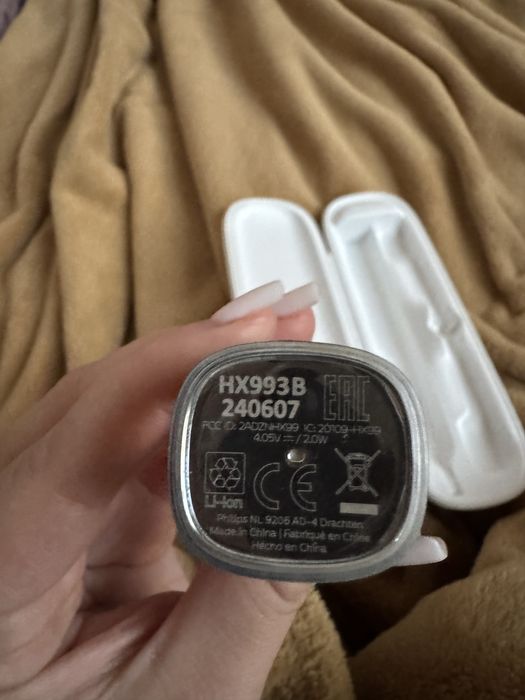 HX993B
240607
EAC
FCC ID: 2ADZNHX99 IC: 20109-HX99
4.05V ⎓ / 2.0W
Li-Ion
CE
Philips NL 9206 AD-4 Drachten
Made in China | Fabriqué en Chine
Hecho en China